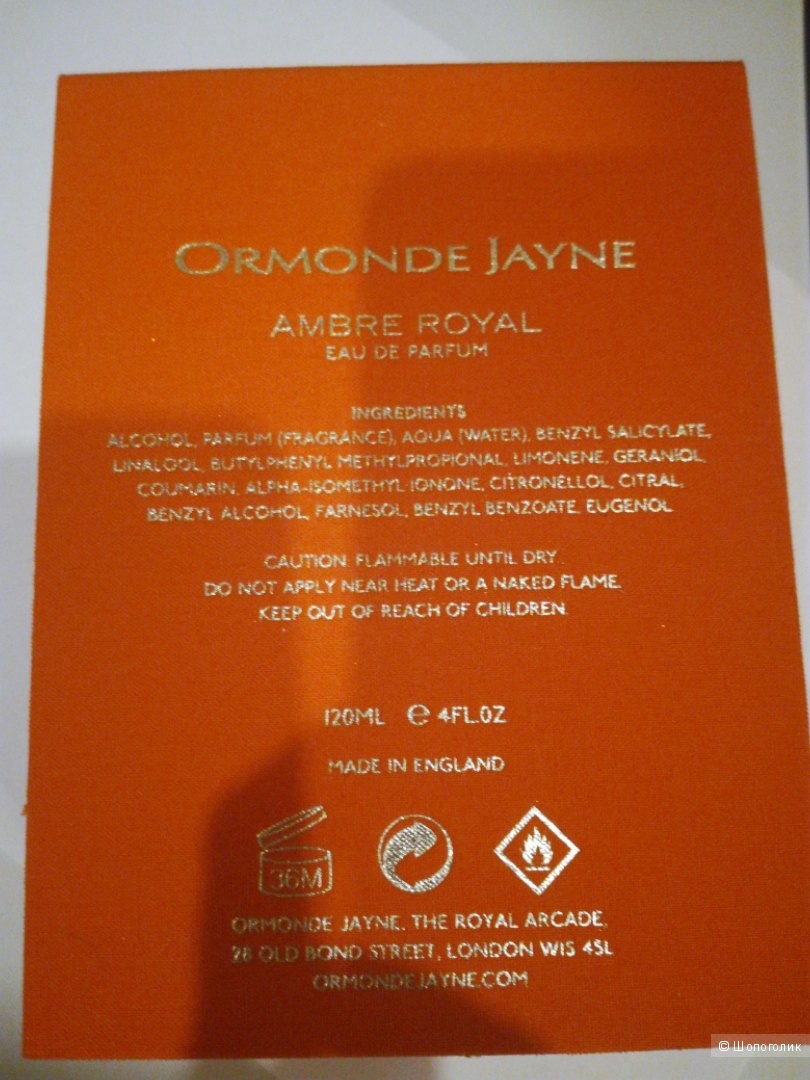 ORMONDE JAYNE
AMBRE ROYAL
EAU DE PARFUM
INGREDIENTS
ALCOHOL, PARFUM (FRAGRANCE), AQUA (WATER), BENZYL SALICYLATE,
LINALOOL, BUTYLPHENYL METHYLPROPIONAL, LIMONENE, GERANIOL,
COUMARIN, ALPHA-ISOMETHYL IONONE, CITRONELLOL, CITRAL,
BENZYL ALCOHOL, FARNESOL, BENZYL BENZOATE, EUGENOL
CAUTION: FLAMMABLE UNTIL DRY.
DO NOT APPLY NEAR HEAT OR A NAKED FLAME.
KEEP OUT OF REACH OF CHILDREN.
120ML ℮ 4FL.OZ
MADE IN ENGLAND
36M
ORMONDE JAYNE, THE ROYAL ARCADE,
28 OLD BOND STREET, LONDON W1S 4SL
ORMONDEJAYNE.COM
© Шопоголик